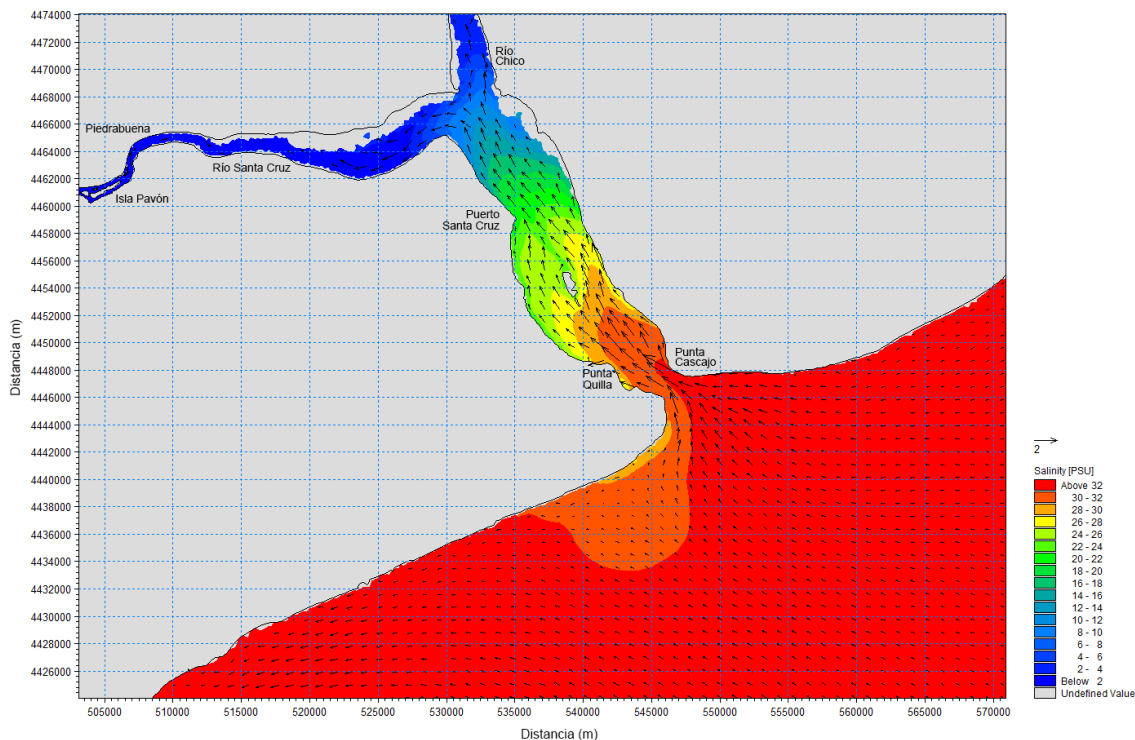 4474000
4472000
4470000
4468000
4466000
4464000
4462000
4460000
4458000
4456000
4454000
4452000
4450000
4448000
4446000
4444000
4442000
4440000
4438000
4436000
4434000
4432000
4430000
4428000
4426000
Distancia (m)
Río
Chico
Piedrabuena
Río Santa Cruz
Isla Pavón
Puerto
Santa Cruz
Punta
Cascajo
Punta
Quilla
505000
510000
515000
520000
525000
530000
535000
540000
545000
550000
555000
560000
565000
570000
Distancia (m)
2
Salinity [PSU]
Above 32
30 - 32
28 - 30
26 - 28
24 - 26
22 - 24
20 - 22
18 - 20
16 - 18
14 - 16
12 - 14
10 - 12
8 - 10
6 - 8
4 - 6
2 - 4
Below 2
Undefined Value